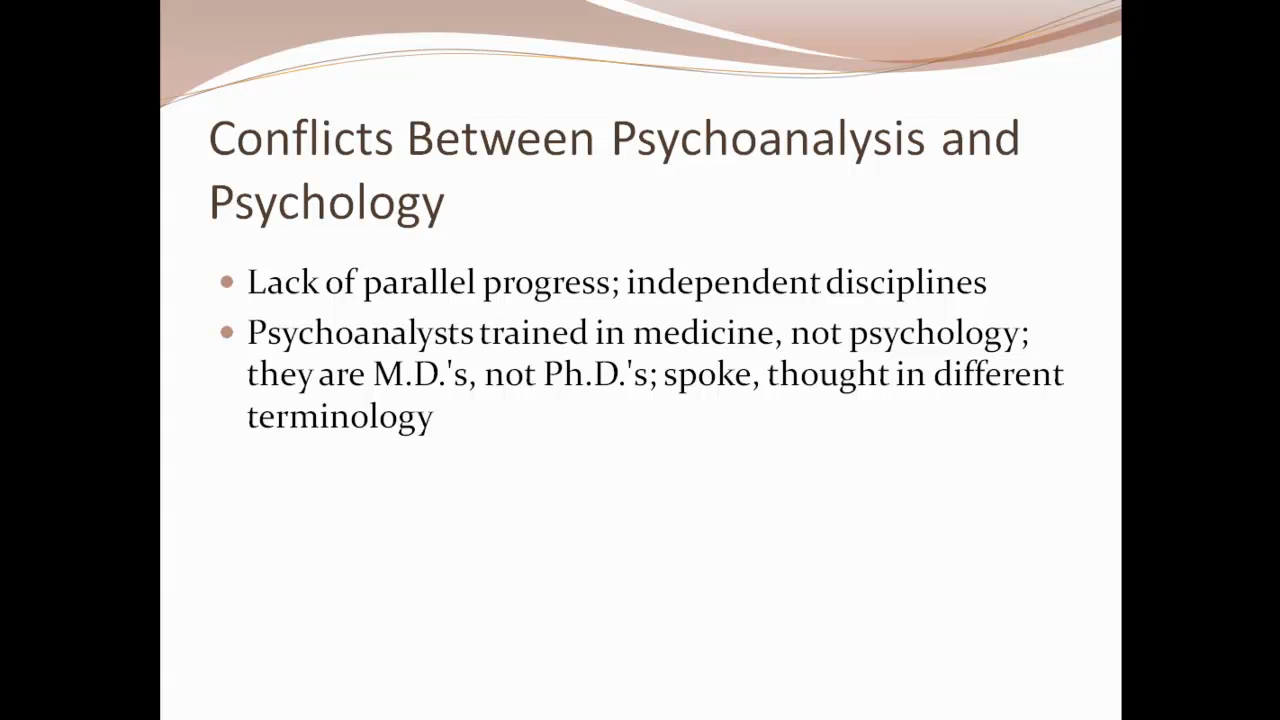 Conflicts Between Psychoanalysis and
Psychology
• Lack of parallel progress; independent disciplines
• Psychoanalysts trained in medicine, not psychology;
they are M.D.'s, not Ph.D.'s; spoke, thought in different
terminology